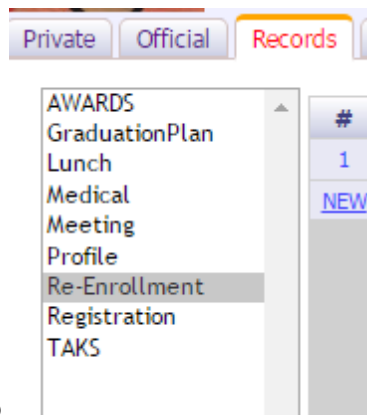 Private Official Records
AWARDS
GraduationPlan
Lunch
Medical
Meeting
Profile
Re-Enrollment
Registration
TAKS
#
1
NEW